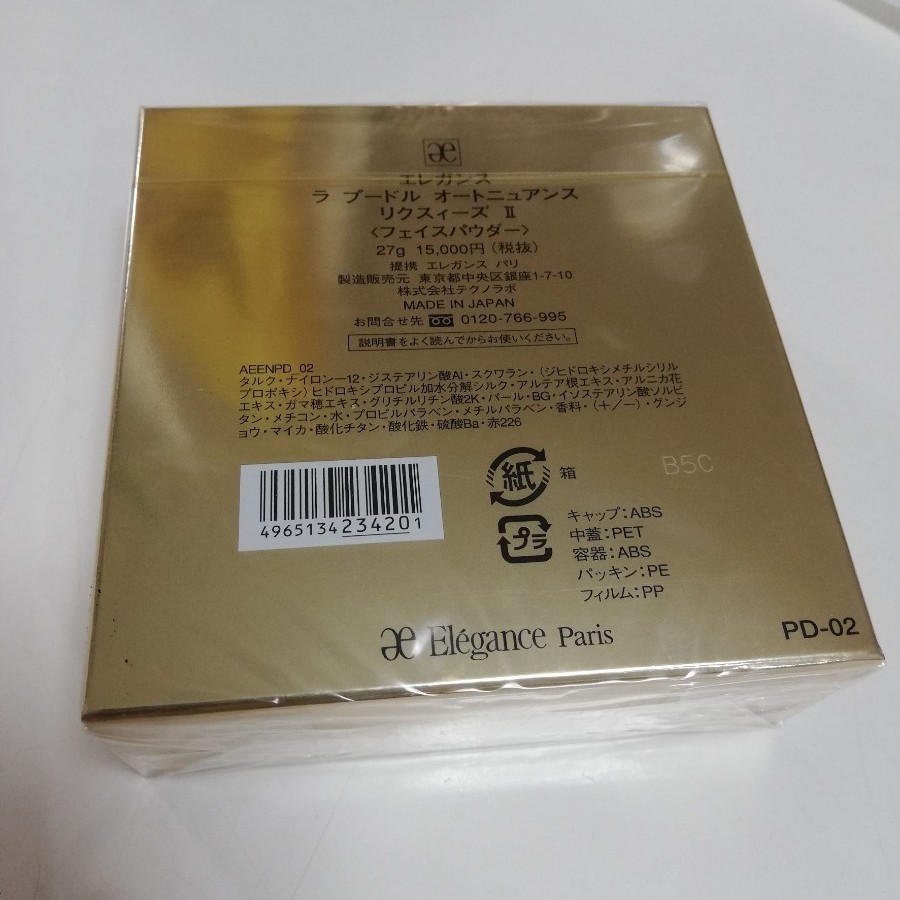 æ
エレガンス
ラ プードル オートニュアンス
リクスィーズ II
〈フェイスパウダー〉
27g 15,000円(税抜)
提携 エレガンス パリ
製造販売元 東京都中央区銀座1-7-10
株式会社テクノラボ
MADE IN JAPAN
お問合せ先 0120-766-995
説明書をよく読んでからお使いください。
AEENPD_02
タルク・ナイロン―12・ジステアリン酸Al・スクワラン・(ジヒドロキシメチルシリル
プロポキシ)ヒドロキシプロピル加水分解シルク・アルテア根エキス・アルニカ花
エキス・ガマ穂エキス・グリチルリチン酸2K・パール・BG・イソステアリン酸ソルビ
タン・メチコン・水・プロピルパラベン・メチルパラベン・香料・(+/−)・グンジ
ョウ・マイカ・酸化チタン・酸化鉄・硫酸Ba・赤226
4965134234201
紙 箱
プラ
B5C
キャップ:ABS
中蓋:PET
容器:ABS
パッキン:PE
フィルム:PP
æ Elégance Paris
PD-02